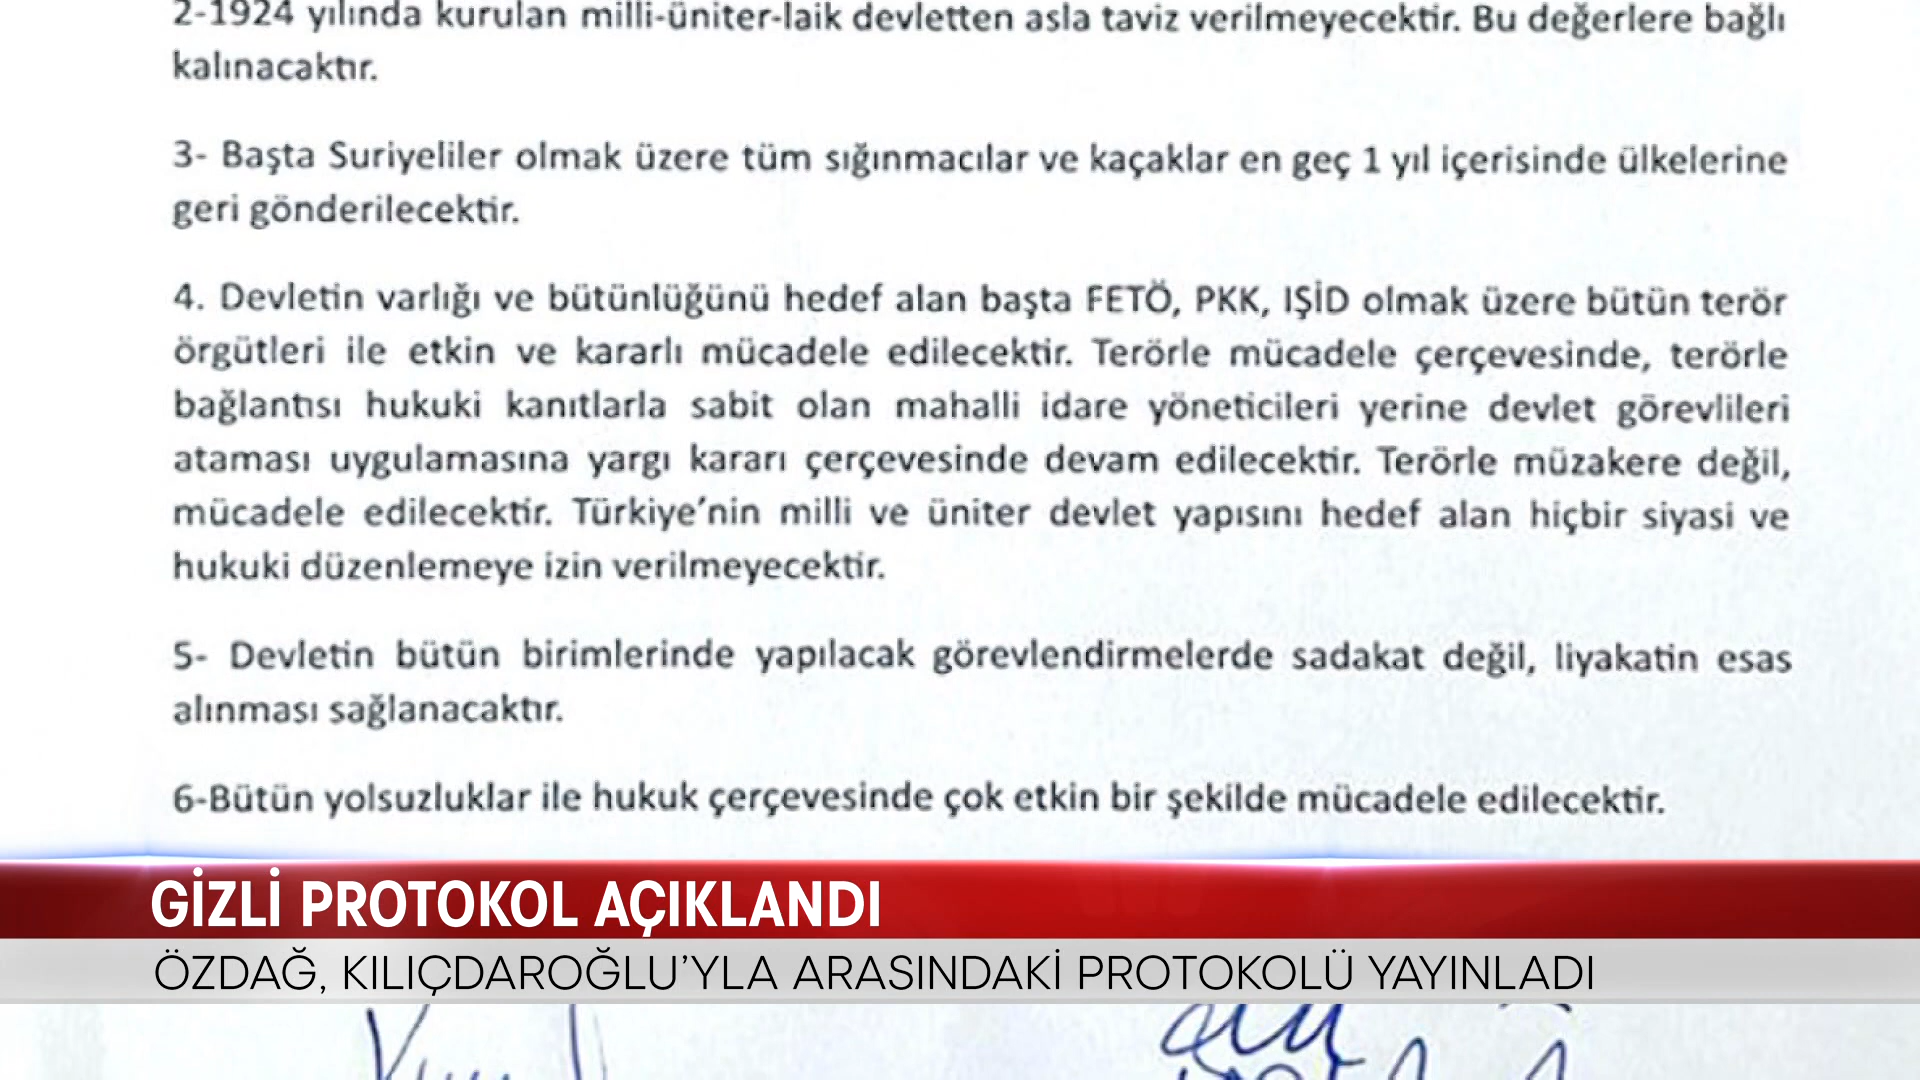 2-1924 yılında kurulan milli-üniter-laik devletten asla taviz verilmeyecektir. Bu değerlere bağlı
kalınacaktır.
3- Başta Suriyeliler olmak üzere tüm sığınmacılar ve kaçaklar en geç 1 yıl içerisinde ülkelerine
geri gönderilecektir.
4. Devletin varlığı ve bütünlüğünü hedef alan başta FETÖ, PKK, IŞİD olmak üzere bütün terör
örgütleri ile etkin ve kararlı mücadele edilecektir. Terörle mücadele çerçevesinde, terörle
bağlantısı hukuki kanıtlarla sabit olan mahalli idare yöneticileri yerine devlet görevlileri
ataması uygulamasına yargı kararı çerçevesinde devam edilecektir. Terörle müzakere değil,
mücadele edilecektir. Türkiye’nin milli ve üniter devlet yapısını hedef alan hiçbir siyasi ve
hukuki düzenlemeye izin verilmeyecektir.
5- Devletin bütün birimlerinde yapılacak görevlendirmelerde sadakat değil, liyakatin esas
alınması sağlanacaktır.
6-Bütün yolsuzluklar ile hukuk çerçevesinde çok etkin bir şekilde mücadele edilecektir.
GİZLİ PROTOKOL AÇIKLANDI
ÖZDAĞ, KILIÇDAROĞLU’YLA ARASINDAKİ PROTOKOLÜ YAYINLADI